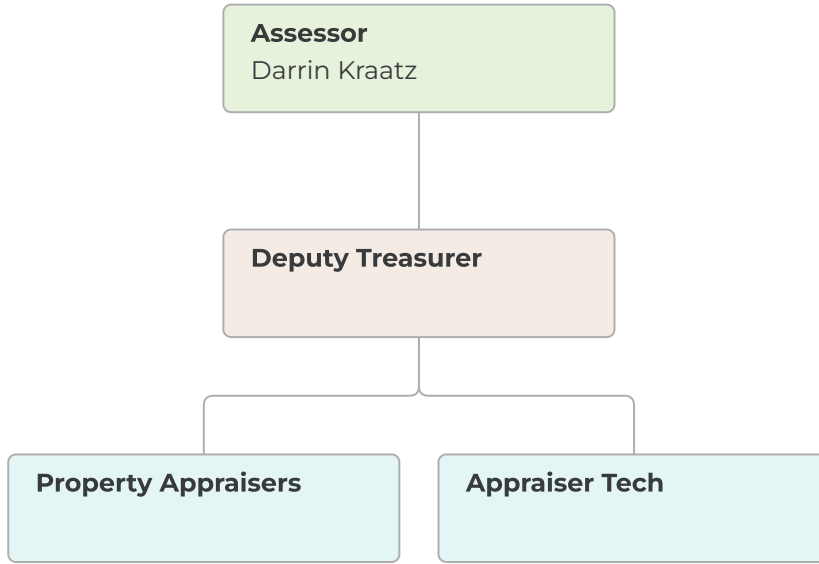 Assessor
Darrin Kraatz
Deputy Treasurer
Property Appraisers
Appraiser Tech